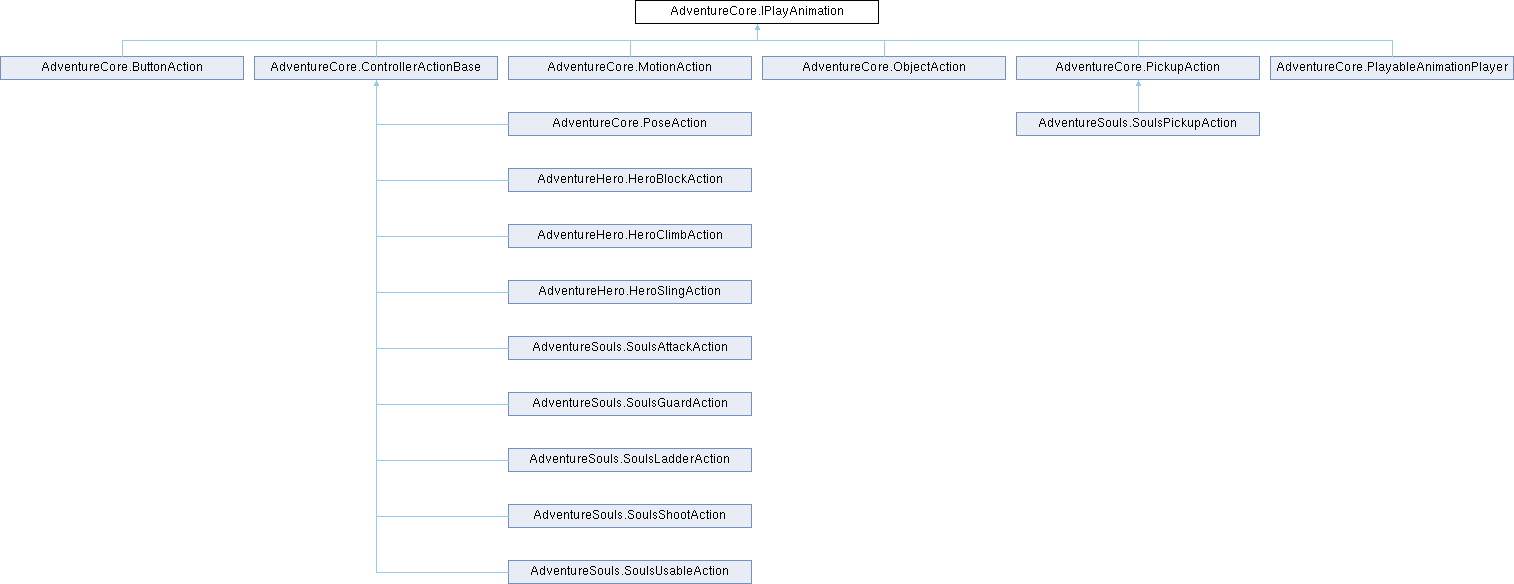 AdventureCore.IPlayAnimation
AdventureCore.ButtonAction
AdventureCore.ControllerActionBase
AdventureCore.MotionAction
AdventureCore.ObjectAction
AdventureCore.PickupAction
AdventureCore.PlayableAnimationPlayer
AdventureCore.PoseAction
AdventureSouls.SoulsPickupAction
AdventureHero.HeroBlockAction
AdventureHero.HeroClimbAction
AdventureHero.HeroSlingAction
AdventureSouls.SoulsAttackAction
AdventureSouls.SoulsGuardAction
AdventureSouls.SoulsLadderAction
AdventureSouls.SoulsShootAction
AdventureSouls.SoulsUsableAction